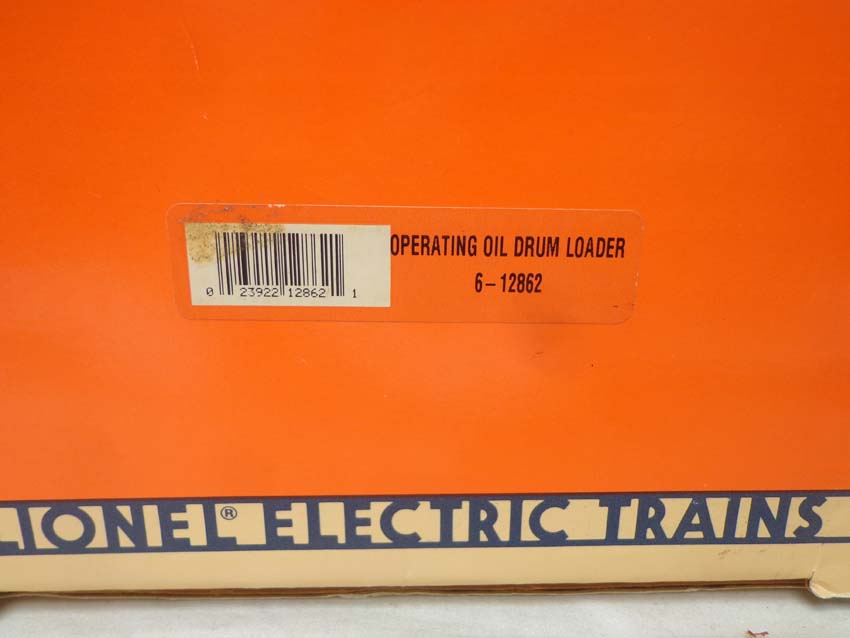 OPERATING OIL DRUM LOADER
6-12862
0 23922 12862 1
LIONEL® ELECTRIC TRAINS